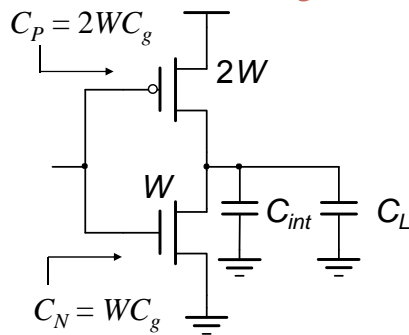 C_P = 2WC_g
2W
W
C_int
C_L
C_N = WC_g